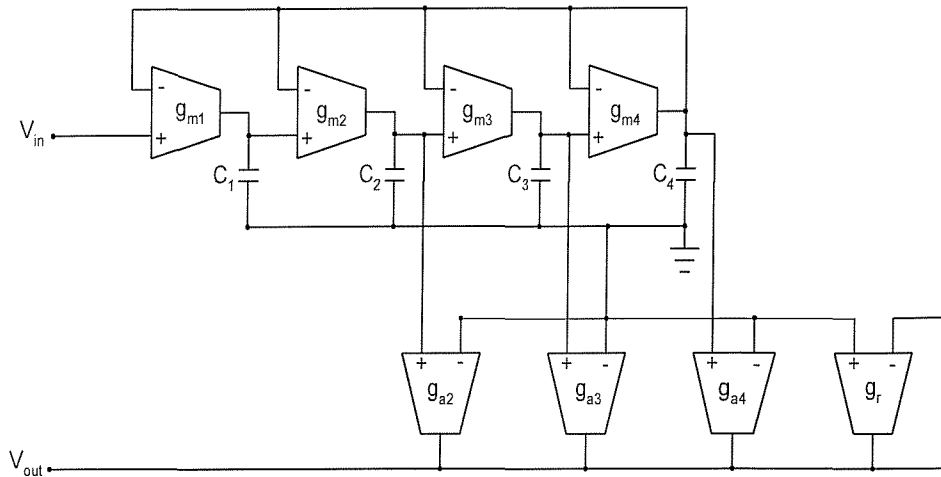 - - - -
g_m1 g_m2 g_m3 g_m4
V_in + + + +
C_1 C_2 C_3 C_4
+ - + - + - + -
g_a2 g_a3 g_a4 g_r
V_out